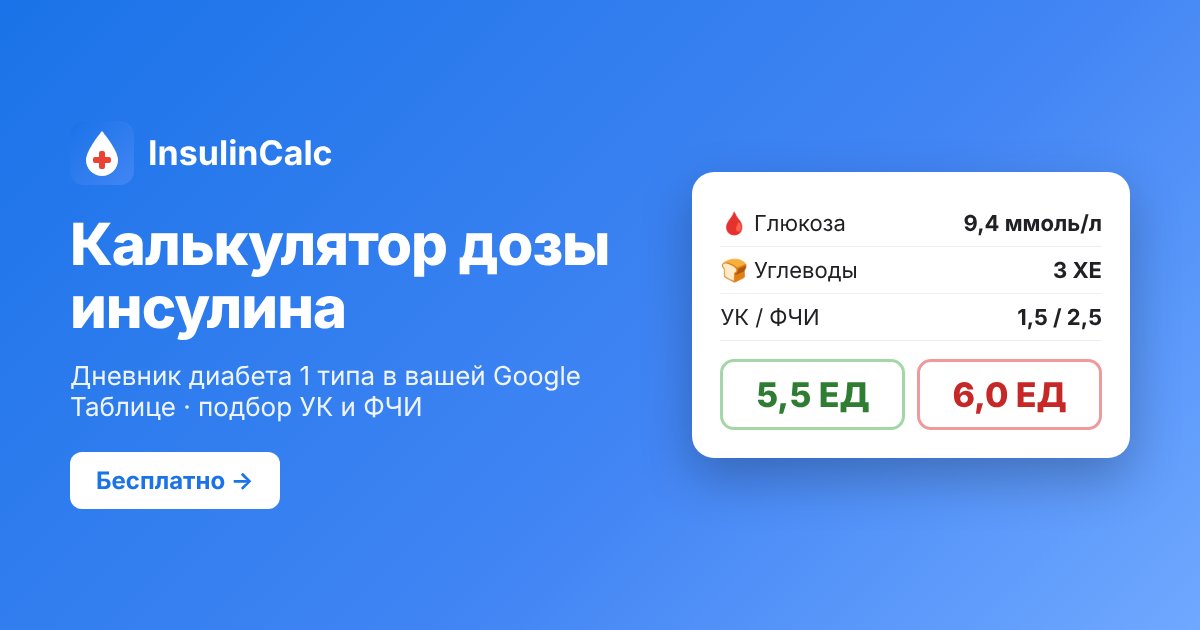 InsulinCalc
Калькулятор дозы
инсулина
Дневник диабета 1 типа в вашей Google
Таблице · подбор УК и ФЧИ
Бесплатно →
Глюкоза 9,4 ммоль/л
Углеводы 3 ХЕ
УК / ФЧИ 1,5 / 2,5
5,5 ЕД 6,0 ЕД